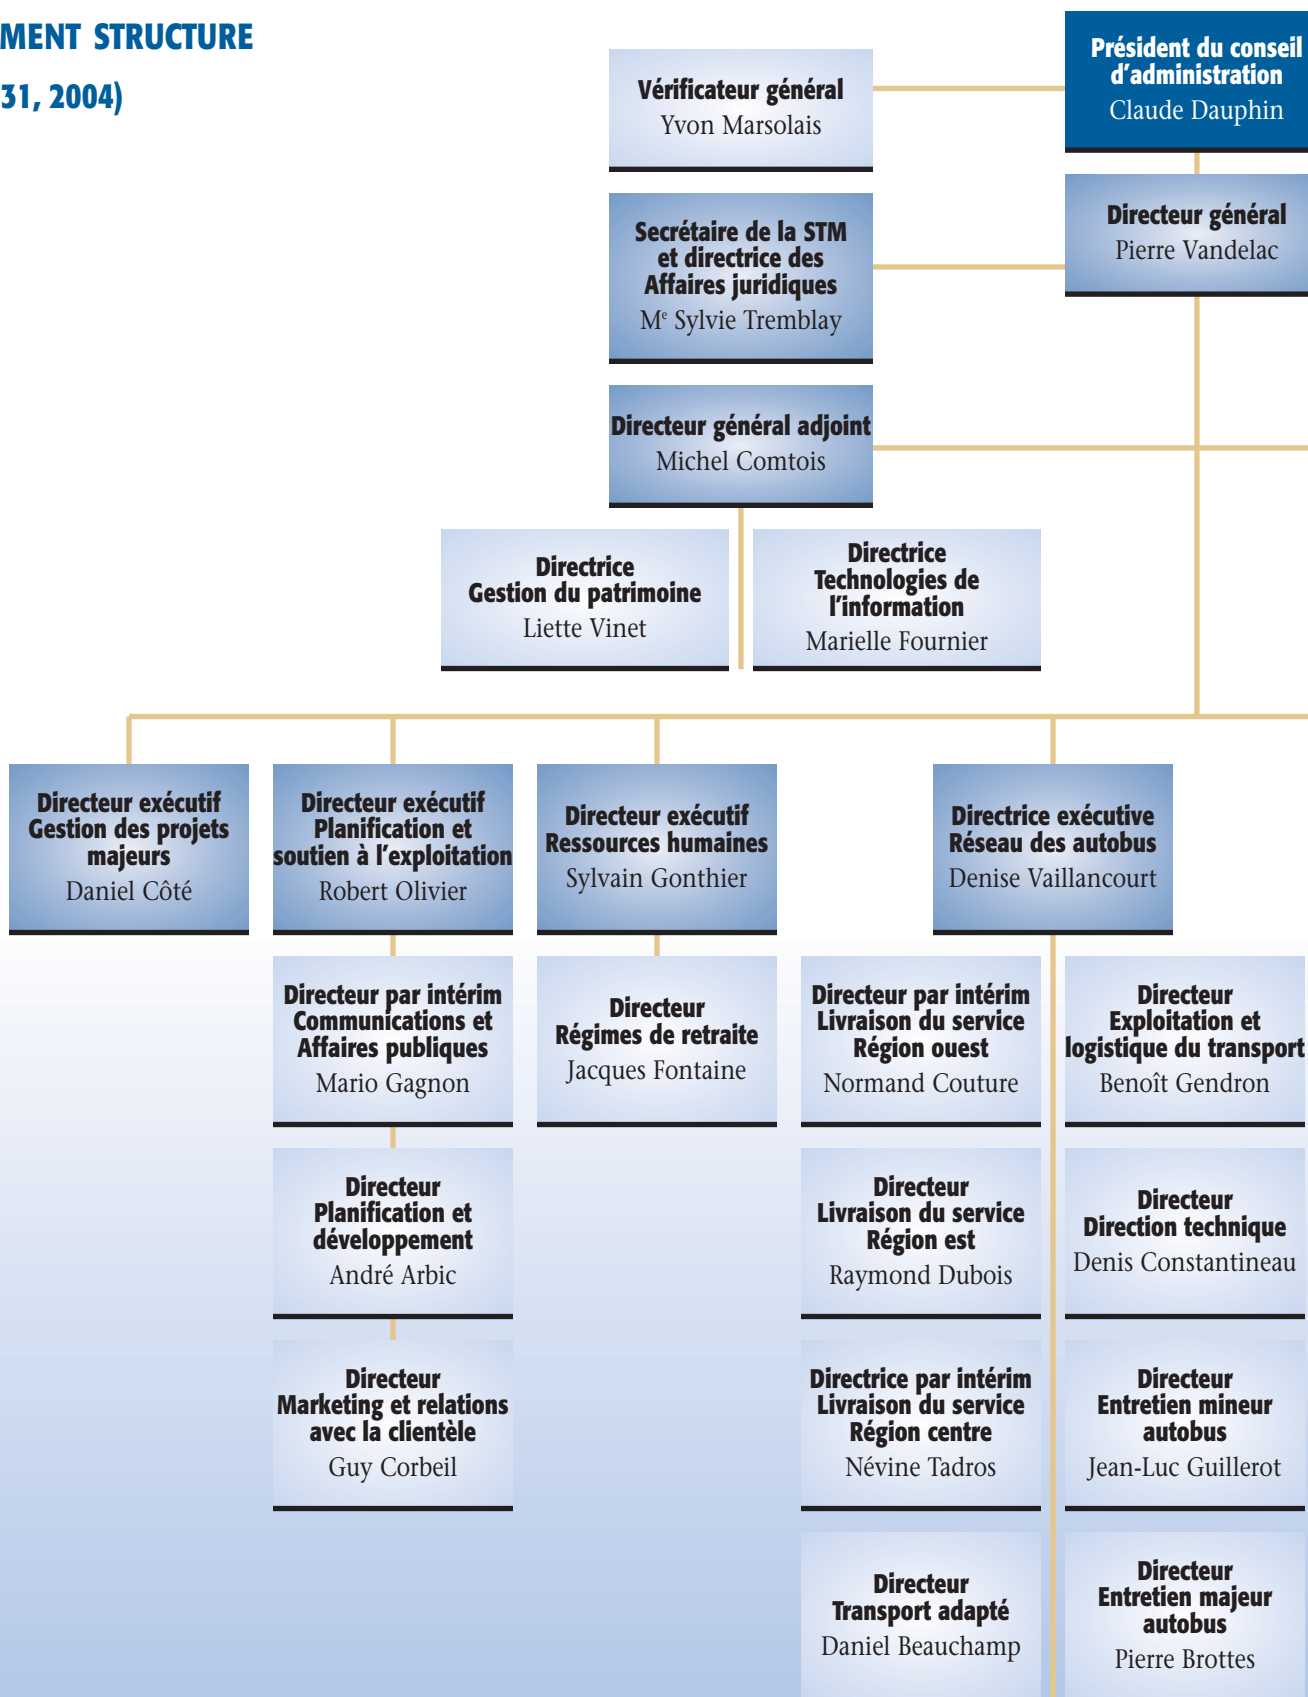 MENT STRUCTURE
31, 2004)
Président du conseil
d'administration
Claude Dauphin
Vérificateur général
Yvon Marsolais
Directeur général
Pierre Vandelac
Secrétaire de la STM
et directrice des
Affaires juridiques
Me Sylvie Tremblay
Directeur général adjoint
Michel Comtois
Directrice
Gestion du patrimoine
Liette Vinet
Directrice
Technologies de
l'information
Marielle Fournier
Directeur exécutif
Gestion des projets
majeurs
Daniel Côté
Directeur exécutif
Planification et
soutien à l'exploitation
Robert Olivier
Directeur exécutif
Ressources humaines
Sylvain Gonthier
Directrice exécutive
Réseau des autobus
Denise Vaillancourt
Directeur par intérim
Communications et
Affaires publiques
Mario Gagnon
Directeur
Régimes de retraite
Jacques Fontaine
Directeur par intérim
Livraison du service
Région ouest
Normand Couture
Directeur
Exploitation et
logistique du transport
Benoît Gendron
Directeur
Planification et
développement
André Arbic
Directeur
Livraison du service
Région est
Raymond Dubois
Directeur
Direction technique
Denis Constantineau
Directeur
Marketing et relations
avec la clientèle
Guy Corbeil
Directrice par intérim
Livraison du service
Région centre
Névine Tadros
Directeur
Entretien mineur
autobus
Jean-Luc Guillerot
Directeur
Transport adapté
Daniel Beauchamp
Directeur
Entretien majeur
autobus
Pierre Brottes